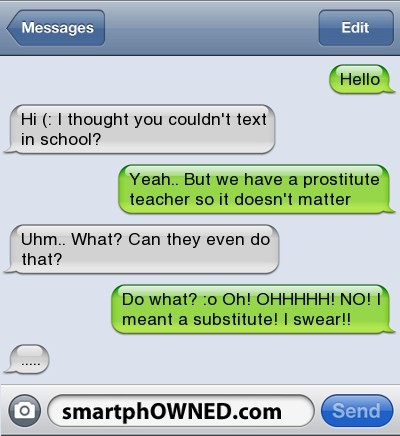 Messages
Edit
Hello
Hi (: I thought you couldn't text
in school?
Yeah.. But we have a prostitute
teacher so it doesn't matter
Uhm.. What? Can they even do
that?
Do what? :o Oh! OHHHHH! NO! I
meant a substitute! I swear!!
.....
smartphOWNED.com
Send